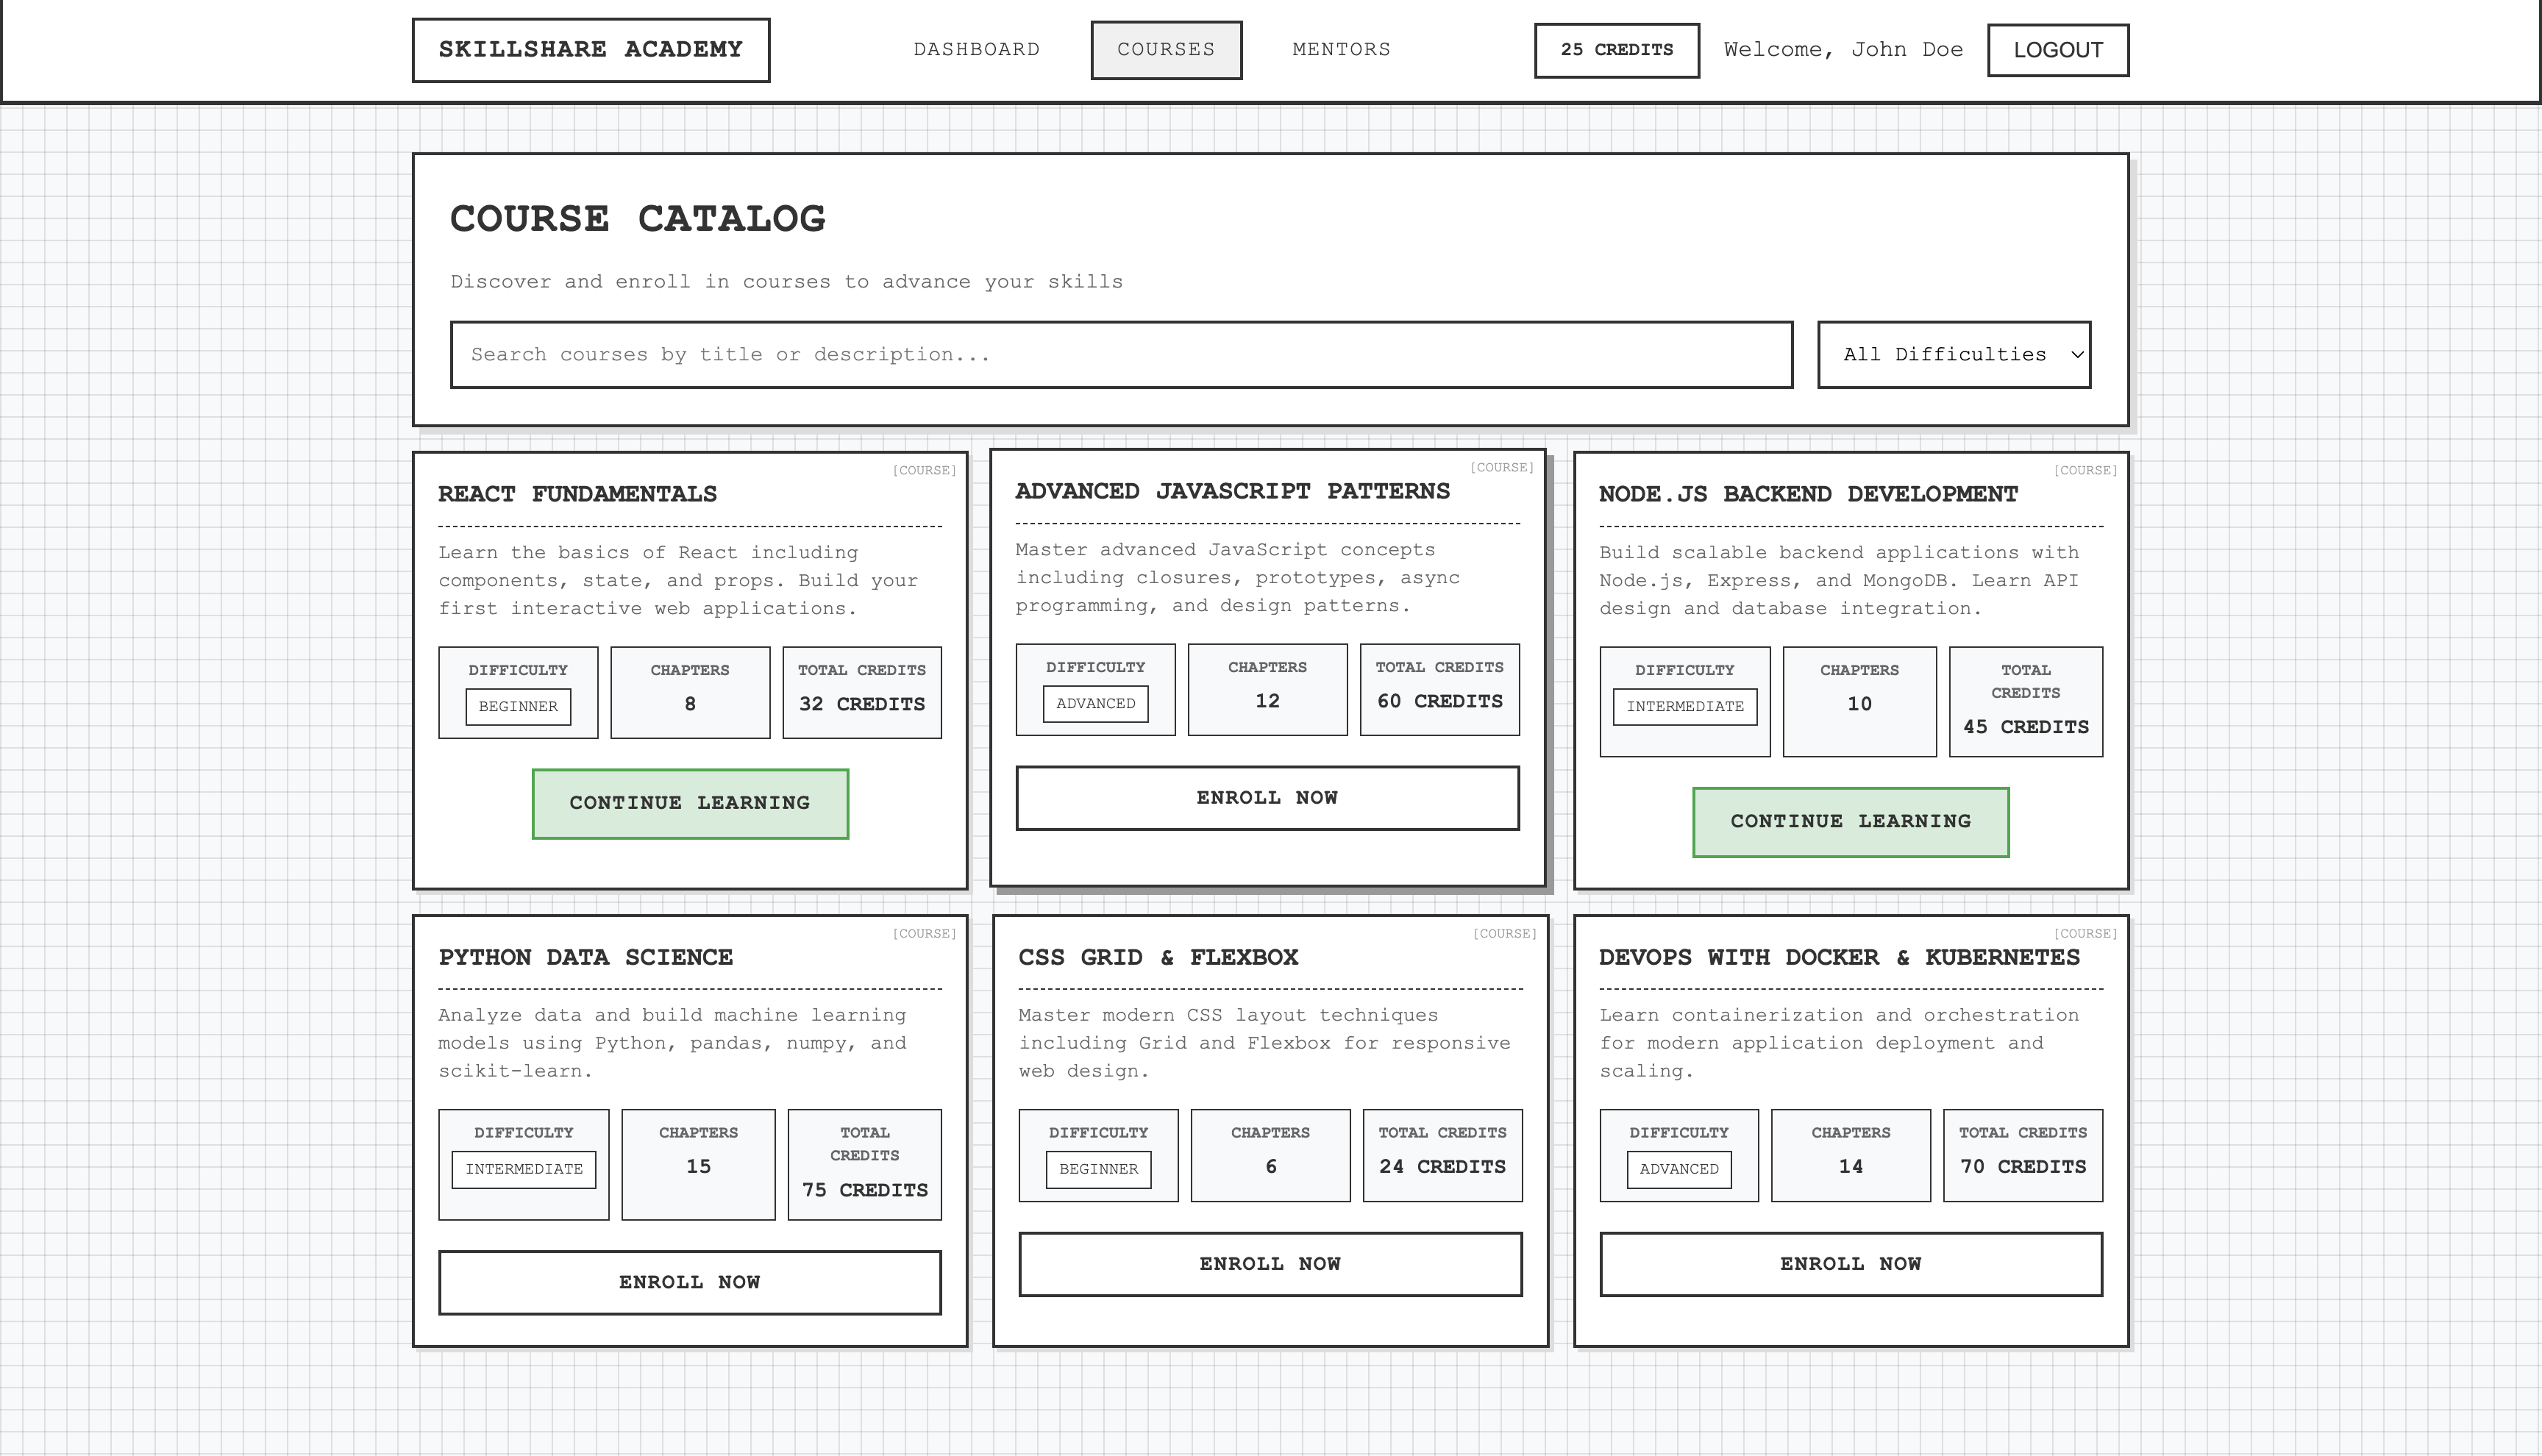 SKILLSHARE ACADEMY
DASHBOARD
COURSES
MENTORS
25 CREDITS
Welcome, John Doe
LOGOUT
COURSE CATALOG
Discover and enroll in courses to advance your skills
Search courses by title or description...
All Difficulties
[COURSE]
REACT FUNDAMENTALS
Learn the basics of React including
components, state, and props. Build your
first interactive web applications.
DIFFICULTY
BEGINNER
CHAPTERS
8
TOTAL CREDITS
32 CREDITS
CONTINUE LEARNING
[COURSE]
ADVANCED JAVASCRIPT PATTERNS
Master advanced JavaScript concepts
including closures, prototypes, async
programming, and design patterns.
DIFFICULTY
ADVANCED
CHAPTERS
12
TOTAL CREDITS
60 CREDITS
ENROLL NOW
[COURSE]
NODE.JS BACKEND DEVELOPMENT
Build scalable backend applications with
Node.js, Express, and MongoDB. Learn API
design and database integration.
DIFFICULTY
INTERMEDIATE
CHAPTERS
10
TOTAL
CREDITS
45 CREDITS
CONTINUE LEARNING
[COURSE]
PYTHON DATA SCIENCE
Analyze data and build machine learning
models using Python, pandas, numpy, and
scikit-learn.
DIFFICULTY
INTERMEDIATE
CHAPTERS
15
TOTAL
CREDITS
75 CREDITS
ENROLL NOW
[COURSE]
CSS GRID & FLEXBOX
Master modern CSS layout techniques
including Grid and Flexbox for responsive
web design.
DIFFICULTY
BEGINNER
CHAPTERS
6
TOTAL CREDITS
24 CREDITS
ENROLL NOW
[COURSE]
DEVOPS WITH DOCKER & KUBERNETES
Learn containerization and orchestration
for modern application deployment and
scaling.
DIFFICULTY
ADVANCED
CHAPTERS
14
TOTAL CREDITS
70 CREDITS
ENROLL NOW